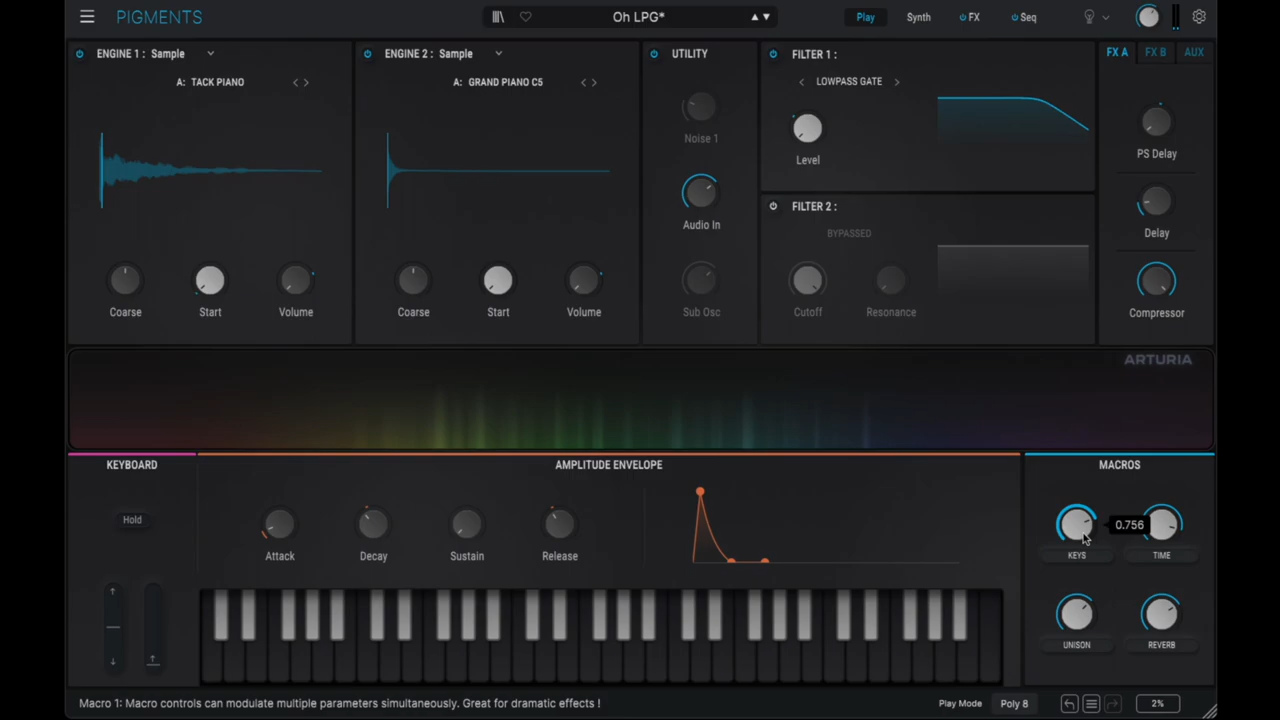 PIGMENTS
Oh LPG*
Play
Synth
FX
Seq
ENGINE 1 : Sample
A: TACK PIANO
Coarse
Start
Volume
ENGINE 2 : Sample
A: GRAND PIANO C5
Coarse
Start
Volume
UTILITY
Noise 1
Audio In
Sub Osc
FILTER 1 :
LOWPASS GATE
Level
FILTER 2 :
BYPASSED
Cutoff
Resonance
FX A
FX B
AUX
PS Delay
Delay
Compressor
ARTURIA
KEYBOARD
Hold
AMPLITUDE ENVELOPE
Attack
Decay
Sustain
Release
MACROS
0.756
KEYS
TIME
UNISON
REVERB
Macro 1: Macro controls can modulate multiple parameters simultaneously. Great for dramatic effects !
Play Mode
Poly 8
2%